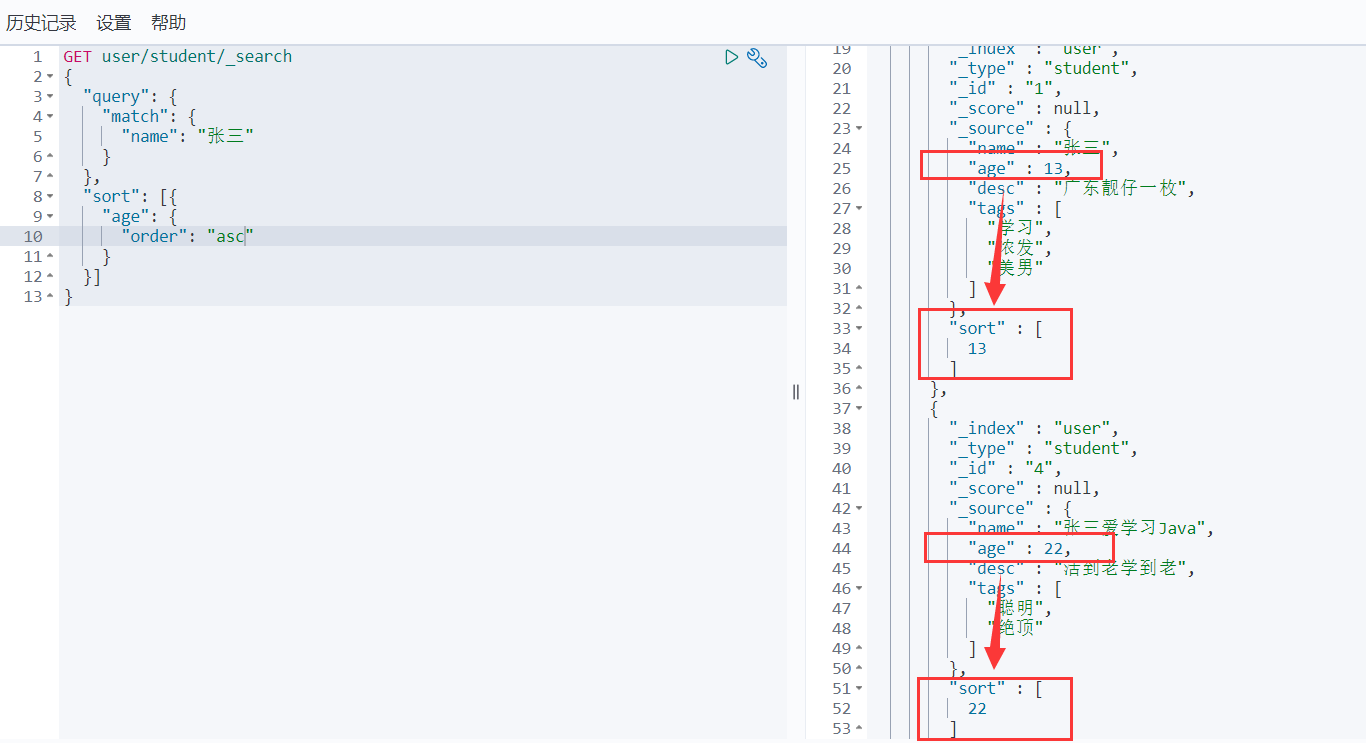 历史记录 设置 帮助
1 GET user/student/_search
2 {
3 "query": {
4 "match": {
5 "name": "张三"
6 }
7 },
8 "sort": [{
9 "age": {
10 "order": "asc"
11 }
12 }]
13 }
19 "_index" : "user",
20 "_type" : "student",
21 "_id" : "1",
22 "_score" : null,
23 "_source" : {
24 "name" : "张三",
25 "age" : 13,
26 "desc" : "广东靓仔一枚",
27 "tags" : [
28 "学习",
29 "农发",
30 "美男"
31 ]
32 },
33 "sort" : [
34 13
35 ]
36 },
37 {
38 "_index" : "user",
39 "_type" : "student",
40 "_id" : "4",
41 "_score" : null,
42 "_source" : {
43 "name" : "张三爱学习Java",
44 "age" : 22,
45 "desc" : "活到老学到老",
46 "tags" : [
47 "聪明",
48 "绝顶"
49 ]
50 },
51 "sort" : [
52 22
53 ]